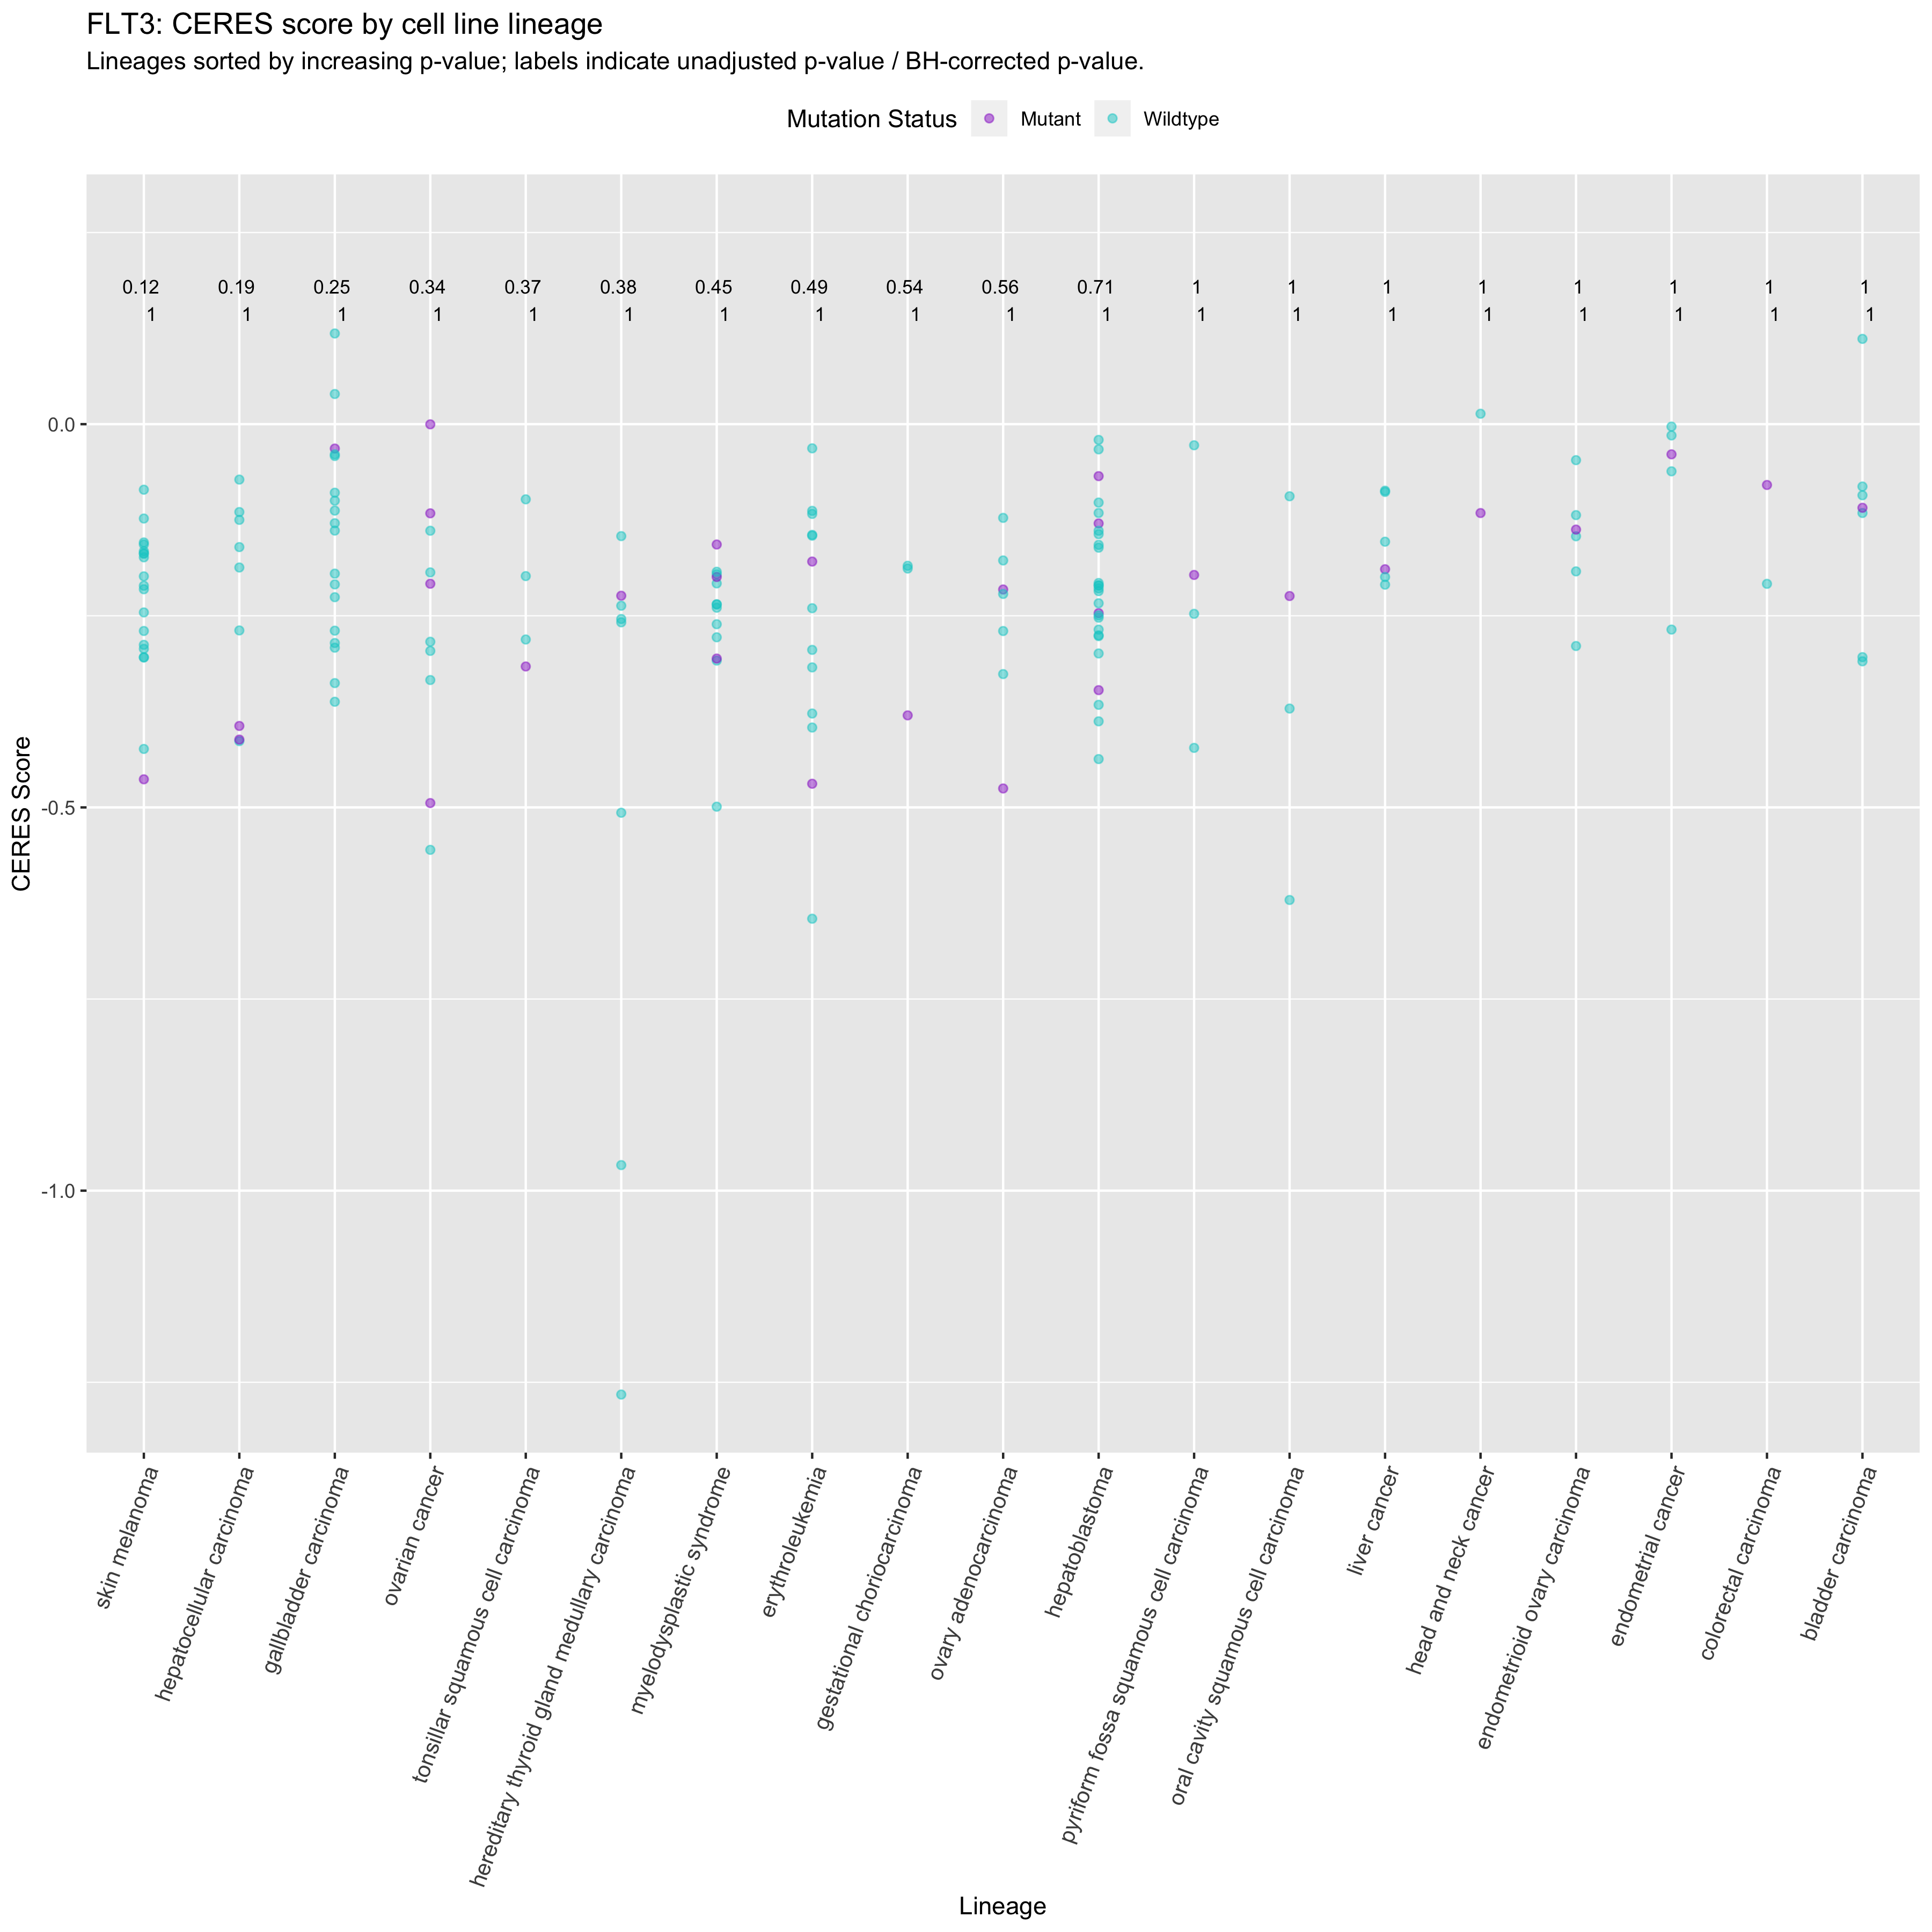 FLT3: CERES score by cell line lineage
Lineages sorted by increasing p-value; labels indicate unadjusted p-value / BH-corrected p-value.
Mutation Status Mutant Wildtype
0.12 0.19 0.25 0.34 0.37 0.38 0.45 0.49 0.54 0.56 0.71 1 1 1 1 1 1 1 1
1 1 1 1 1 1 1 1 1 1 1 1 1 1 1 1 1 1 1
0.0
-0.5
-1.0
CERES Score
skin melanoma
hepatocellular carcinoma
gallbladder carcinoma
ovarian cancer
tonsillar squamous cell carcinoma
hereditary thyroid gland medullary carcinoma
myelodysplastic syndrome
erythroleukemia
gestational choriocarcinoma
ovary adenocarcinoma
hepatoblastoma
pyriform fossa squamous cell carcinoma
oral cavity squamous cell carcinoma
liver cancer
head and neck cancer
endometrioid ovary carcinoma
endometrial cancer
colorectal carcinoma
bladder carcinoma
Lineage